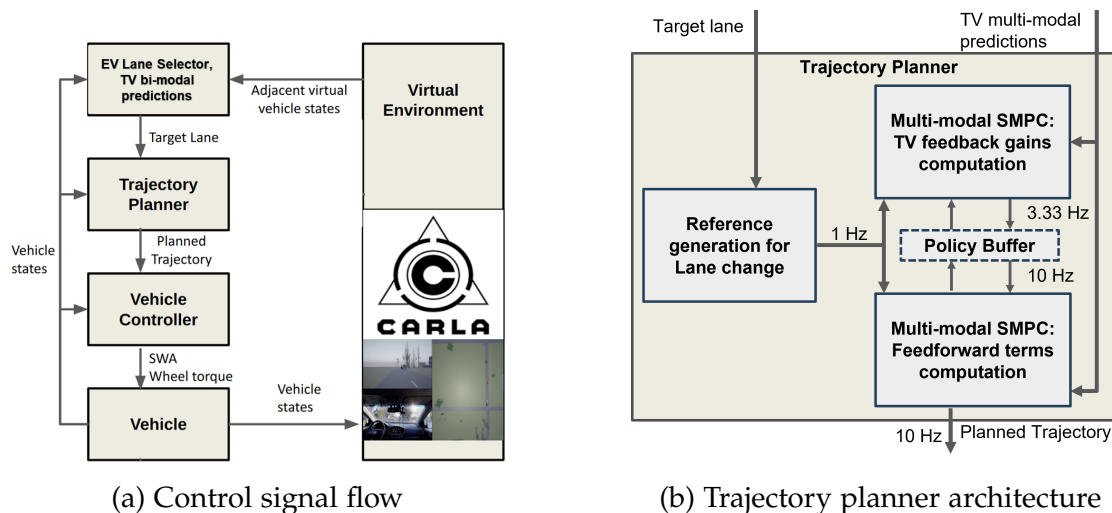 EV Lane Selector,
TV bi-modal
predictions
Adjacent virtual
vehicle states
Virtual
Environment
Target Lane
Trajectory
Planner
Vehicle
states
Planned
Trajectory
Vehicle
Controller
CARLA
SWA
Wheel torque
Vehicle
Vehicle
states
(a) Control signal flow
Target lane
TV multi-modal
predictions
Trajectory Planner
Multi-modal SMPC:
TV feedback gains
computation
Reference
generation for
Lane change
1 Hz
3.33 Hz
Policy Buffer
10 Hz
Multi-modal SMPC:
Feedforward terms
computation
10 Hz
Planned Trajectory
(b) Trajectory planner architecture